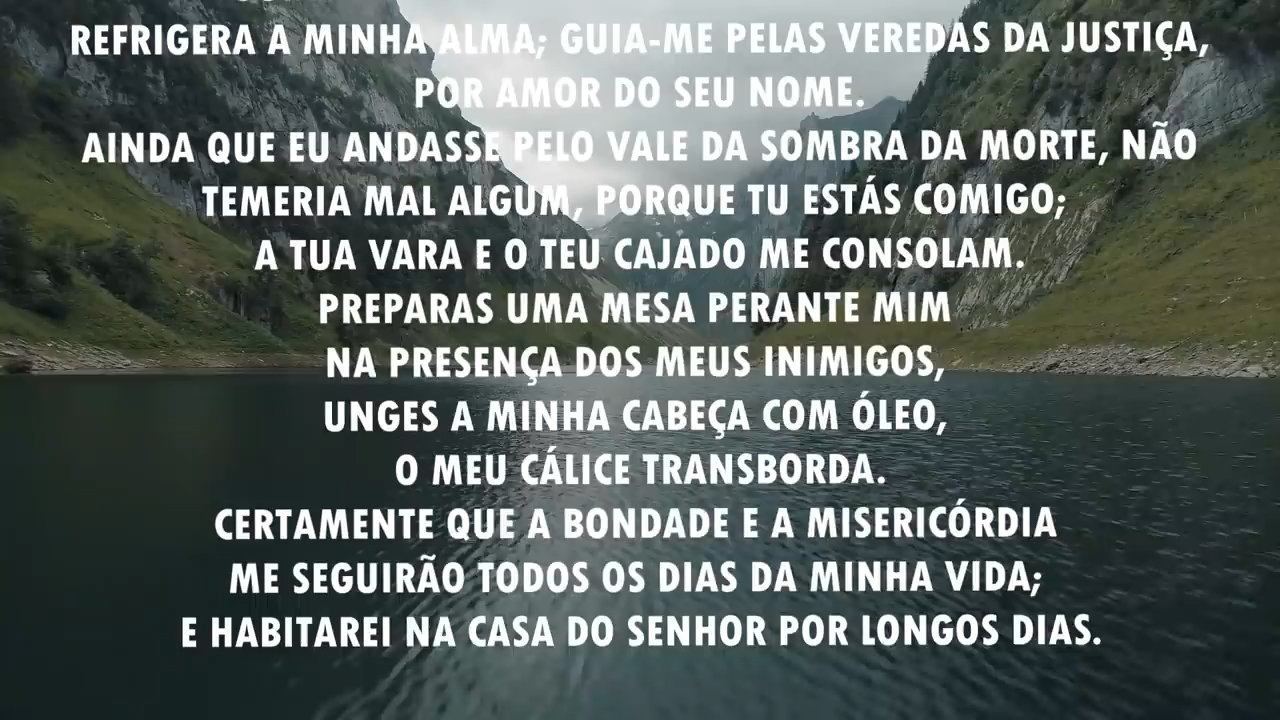 REFRIGERA A MINHA ALMA; GUIA-ME PELAS VEREDAS DA JUSTIÇA,
POR AMOR DO SEU NOME.
AINDA QUE EU ANDASSE PELO VALE DA SOMBRA DA MORTE, NÃO
TEMERIA MAL ALGUM, PORQUE TU ESTÁS COMIGO;
A TUA VARA E O TEU CAJADO ME CONSOLAM.
PREPARAS UMA MESA PERANTE MIM
NA PRESENÇA DOS MEUS INIMIGOS,
UNGES A MINHA CABEÇA COM ÓLEO,
O MEU CÁLICE TRANSBORDA.
CERTAMENTE QUE A BONDADE E A MISERICÓRDIA
ME SEGUIRÃO TODOS OS DIAS DA MINHA VIDA;
E HABITAREI NA CASA DO SENHOR POR LONGOS DIAS.